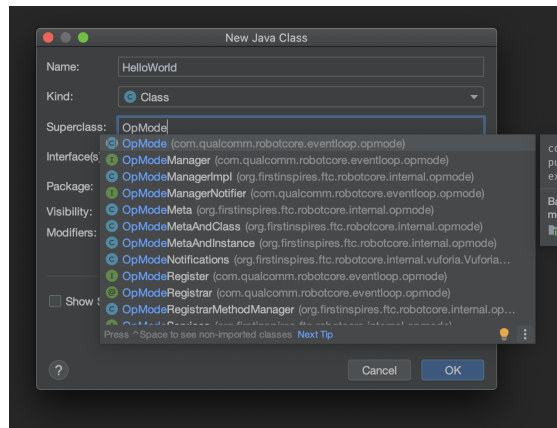 New Java Class
Name: HelloWorld
Kind: C Class
Superclass: OpMode
OpMode (com.qualcomm.robotcore.eventloop.opmode)
Interface(s
I OpModeManager (com.qualcomm.robotcore.eventloop.opmode)
C OpModeManagerImpl (org.firstinspires.ftc.robotcore.internal.opmode)
Package:
I OpModeManagerNotifier (com.qualcomm.robotcore.eventloop.opmode)
Visibility:
C OpModeMeta (org.firstinspires.ftc.robotcore.internal.opmode)
Modifiers:
C OpModeMetaAndClass (org.firstinspires.ftc.robotcore.internal.opmode)
C OpModeMetaAndInstance (org.firstinspires.ftc.robotcore.internal.opmode)
C OpModeNotifications (org.firstinspires.ftc.robotcore.internal.vuforia.Vuforia...
I OpModeRegister (com.qualcomm.robotcore.eventloop.opmode)
Show S
@ OpModeRegistrar (com.qualcomm.robotcore.eventloop.opmode)
C OpModeRegistrarMethodManager (org.firstinspires.ftc.robotcore.internal.op...
OpModeServices
Press ^Space to see non-imported classes Next Tip
co
pu
ex
Ba
m
?
Cancel
OK